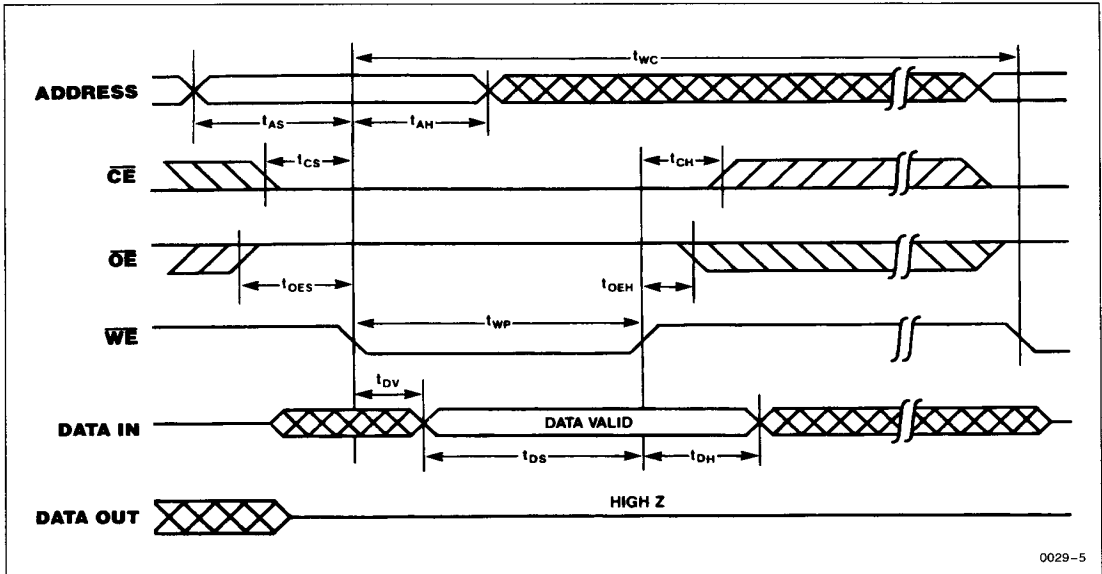 tWC
ADDRESS
tAS
tAH
CE
tCS
tCH
OE
tOES
tOEH
WE
tWP
tDV
DATA IN
DATA VALID
tDS
tDH
DATA OUT
HIGH Z
0029-5